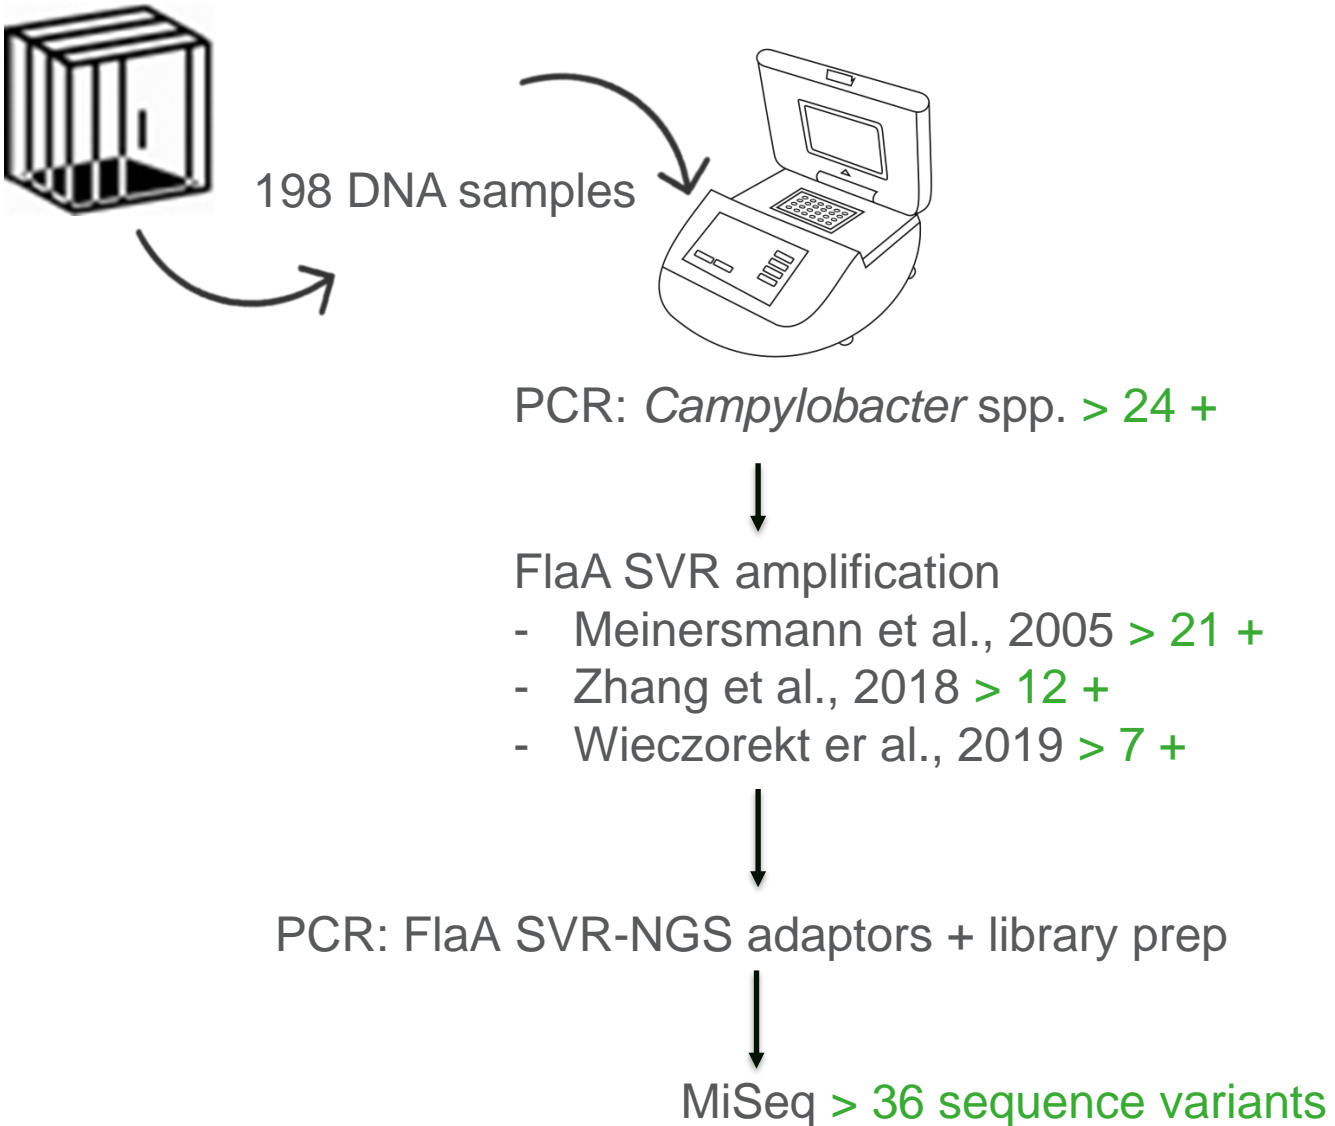 198 DNA samples
PCR: Campylobacter spp. > 24 +
FlaA SVR amplification
- Meinersmann et al., 2005 > 21 +
- Zhang et al., 2018 > 12 +
- Wieczorekt er al., 2019 > 7 +
PCR: FlaA SVR-NGS adaptors + library prep
MiSeq > 36 sequence variants